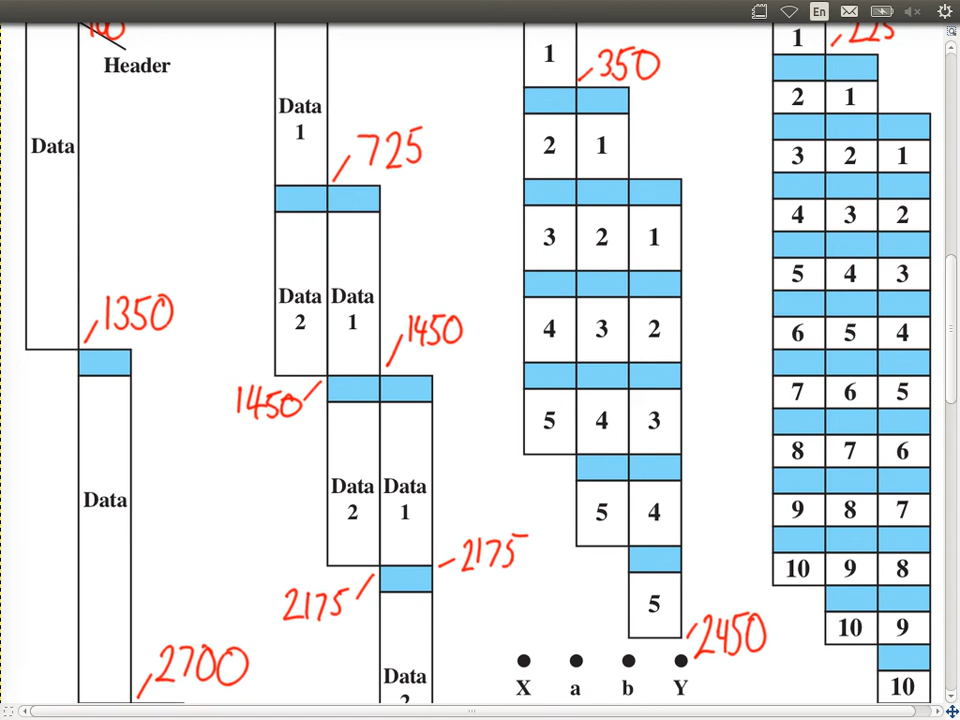 En
100
Header
Data
1350
Data
2700
Data
1
725
Data Data
2 1
1450
1450
Data Data
2 1
2175
2175
Data
1
350
2 1
3 2 1
4 3 2
5 4 3
5 4
5
2450
X a b Y
1
225
2 1
3 2 1
4 3 2
5 4 3
6 5 4
7 6 5
8 7 6
9 8 7
10 9 8
10 9
10